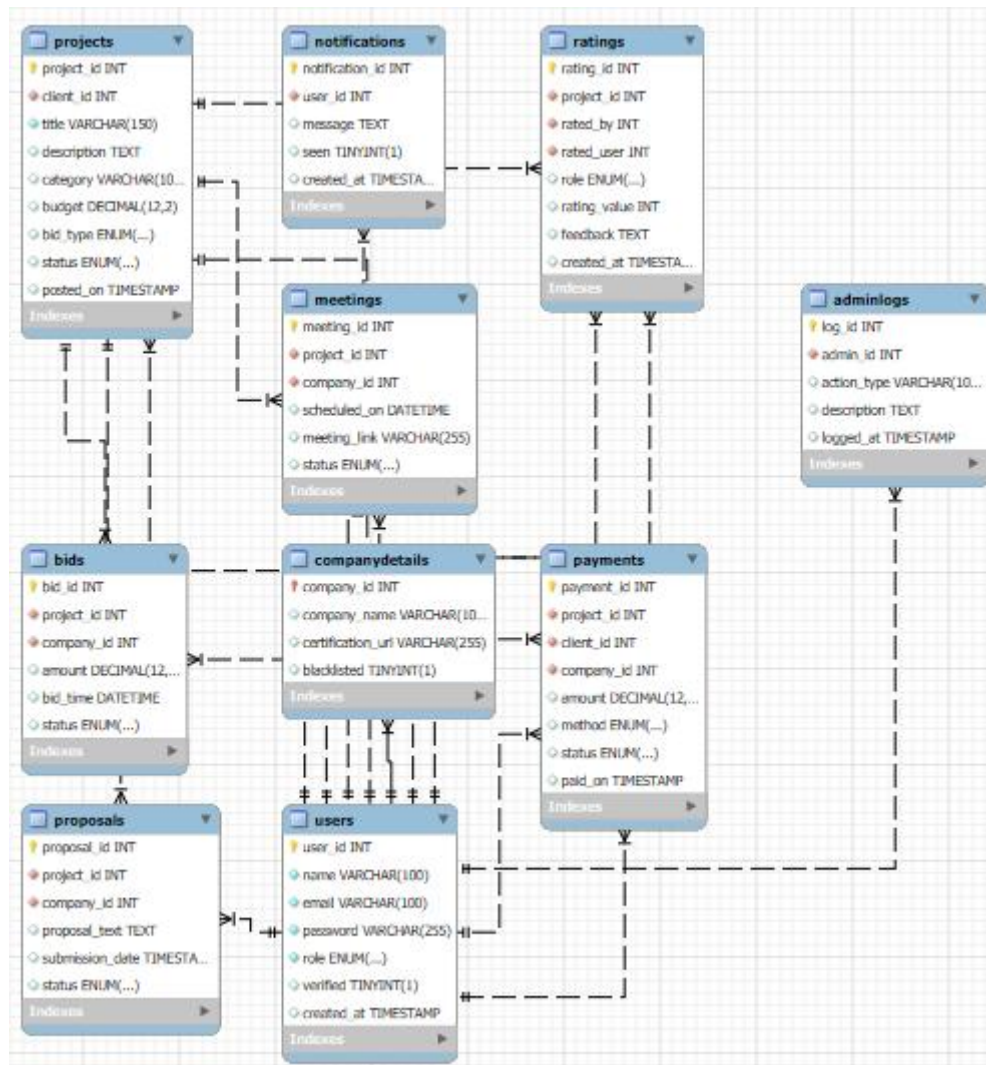 projects
project_id INT
client_id INT
title VARCHAR(150)
description TEXT
category VARCHAR(10...
budget DECIMAL(12,2)
bid_type ENUM(...)
status ENUM(...)
posted_on TIMESTAMP
Indexes
notifications
notification_id INT
user_id INT
message TEXT
seen TINYINT(1)
created_at TIMESTA...
Indexes
ratings
rating_id INT
project_id INT
rated_by INT
rated_user INT
role ENUM(...)
rating_value INT
feedback TEXT
created_at TIMESTA...
Indexes
meetings
meeting_id INT
project_id INT
company_id INT
scheduled_on DATETIME
meeting_link VARCHAR(255)
status ENUM(...)
Indexes
adminlogs
log_id INT
admin_id INT
action_type VARCHAR(10...
description TEXT
logged_at TIMESTAMP
Indexes
bids
bid_id INT
project_id INT
company_id INT
amount DECIMAL(12,...
bid_time DATETIME
status ENUM(...)
Indexes
companydetails
company_id INT
company_name VARCHAR(10...
certification_url VARCHAR(255)
blacklisted TINYINT(1)
Indexes
payments
payment_id INT
project_id INT
client_id INT
company_id INT
amount DECIMAL(12,...
method ENUM(...)
status ENUM(...)
paid_on TIMESTAMP
Indexes
proposals
proposal_id INT
project_id INT
company_id INT
proposal_text TEXT
submission_date TIMESTA...
status ENUM(...)
Indexes
users
user_id INT
name VARCHAR(100)
email VARCHAR(100)
password VARCHAR(255)
role ENUM(...)
verified TINYINT(1)
created_at TIMESTAMP
Indexes